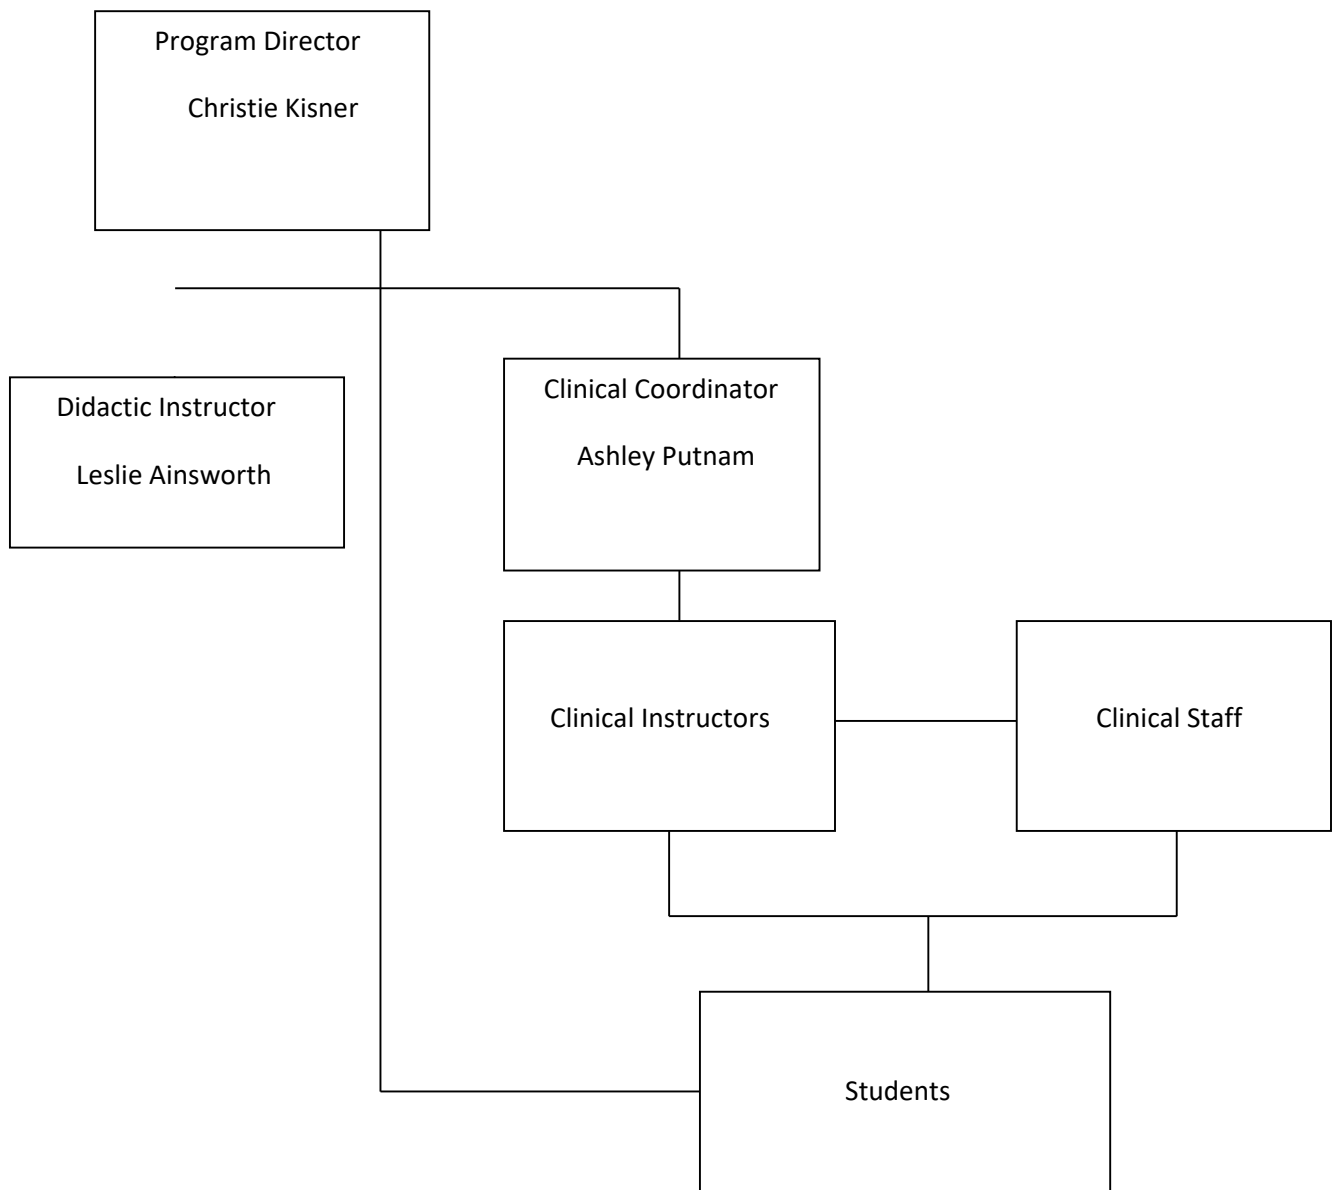 Program Director
Christie Kisner
Didactic Instructor
Leslie Ainsworth
Clinical Coordinator
Ashley Putnam
Clinical Instructors
Clinical Staff
Students